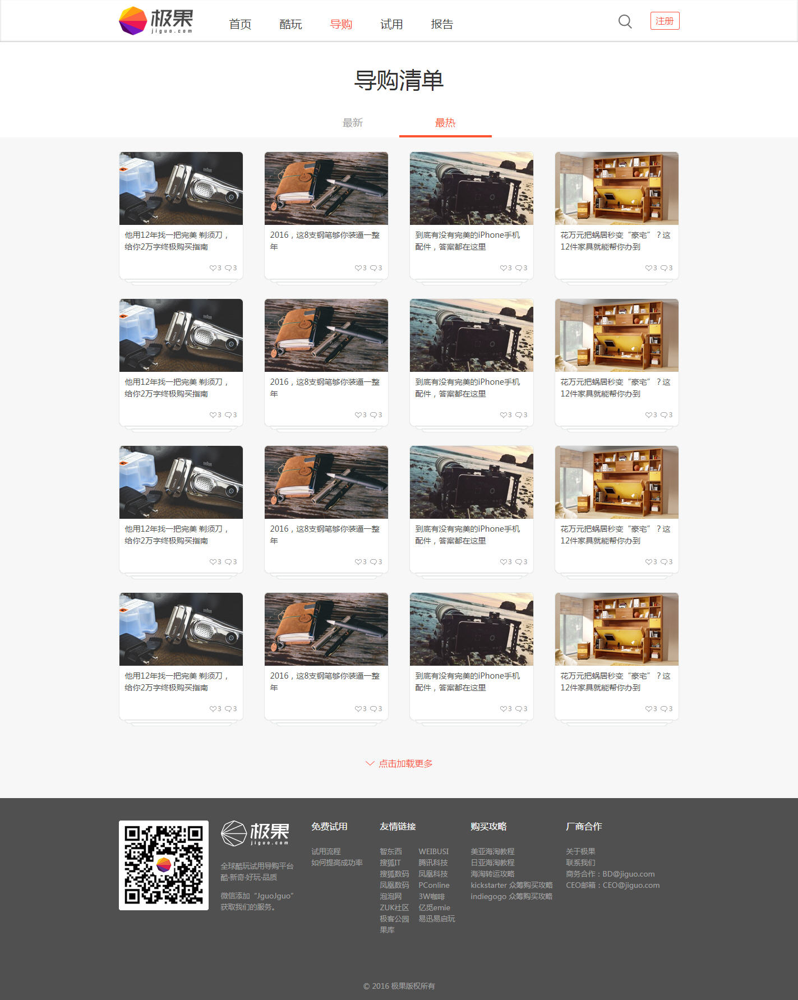 极果
jiguo.com
首页 酷玩 导购 试用 报告
注册
导购清单
最新 最热
他用12年找一把完美 剃须刀，
给你2万字终极购买指南
3 3
2016，这8支钢笔够你装逼一整
年
3 3
到底有没有完美的iPhone手机
配件，答案都在这里
3 3
花万元把蜗居秒变“豪宅”？这
12件家具就能帮你办到
3 3
他用12年找一把完美 剃须刀，
给你2万字终极购买指南
3 3
2016，这8支钢笔够你装逼一整
年
3 3
到底有没有完美的iPhone手机
配件，答案都在这里
3 3
花万元把蜗居秒变“豪宅”？这
12件家具就能帮你办到
3 3
他用12年找一把完美 剃须刀，
给你2万字终极购买指南
3 3
2016，这8支钢笔够你装逼一整
年
3 3
到底有没有完美的iPhone手机
配件，答案都在这里
3 3
花万元把蜗居秒变“豪宅”？这
12件家具就能帮你办到
3 3
他用12年找一把完美 剃须刀，
给你2万字终极购买指南
3 3
2016，这8支钢笔够你装逼一整
年
3 3
到底有没有完美的iPhone手机
配件，答案都在这里
3 3
花万元把蜗居秒变“豪宅”？这
12件家具就能帮你办到
3 3
点击加载更多
极果
jiguo.com
全球酷玩试用导购平台
酷·新奇·好玩·品质
微信添加“JguoJguo”
获取我们的服务。
免费试用
试用流程
如何提高成功率
友情链接
智东西 WEIBUSI
搜狐IT 腾讯科技
搜狐数码 凤凰科技
凤凰数码 PConline
泡泡网 3W咖啡
ZUK社区 亿觅emie
极客公园 易迅易启玩
果库
购买攻略
美亚海淘教程
日亚海淘教程
海淘转运攻略
kickstarter 众筹购买攻略
indiegogo 众筹购买攻略
厂商合作
关于极果
联系我们
商务合作：BD@jiguo.com
CEO邮箱：CEO@jiguo.com
© 2016 极果版权所有